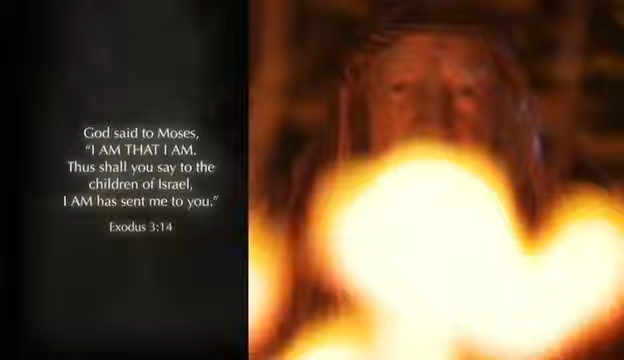 God said to Moses,
“I AM THAT I AM.
Thus shall you say to the
children of Israel,
I AM has sent me to you.”
Exodus 3:14